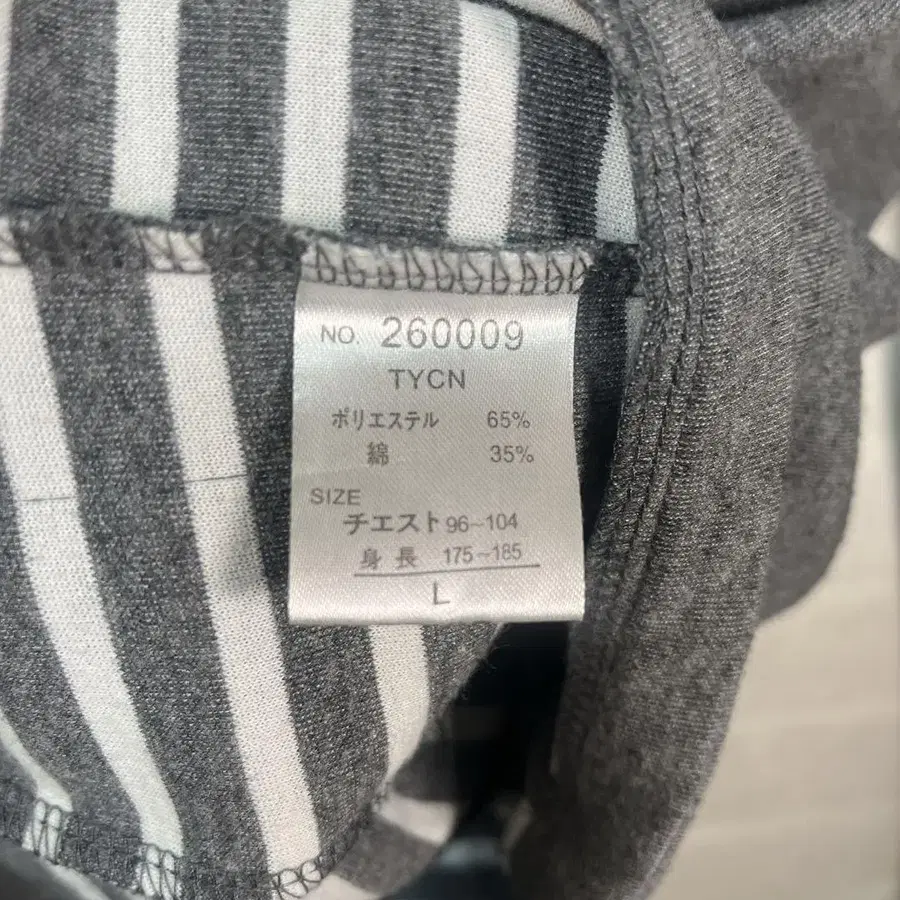 NO. 260009
TYCN
ポリエステル 65%
綿 35%
SIZE
チエスト 96~104
身長 175~185
L